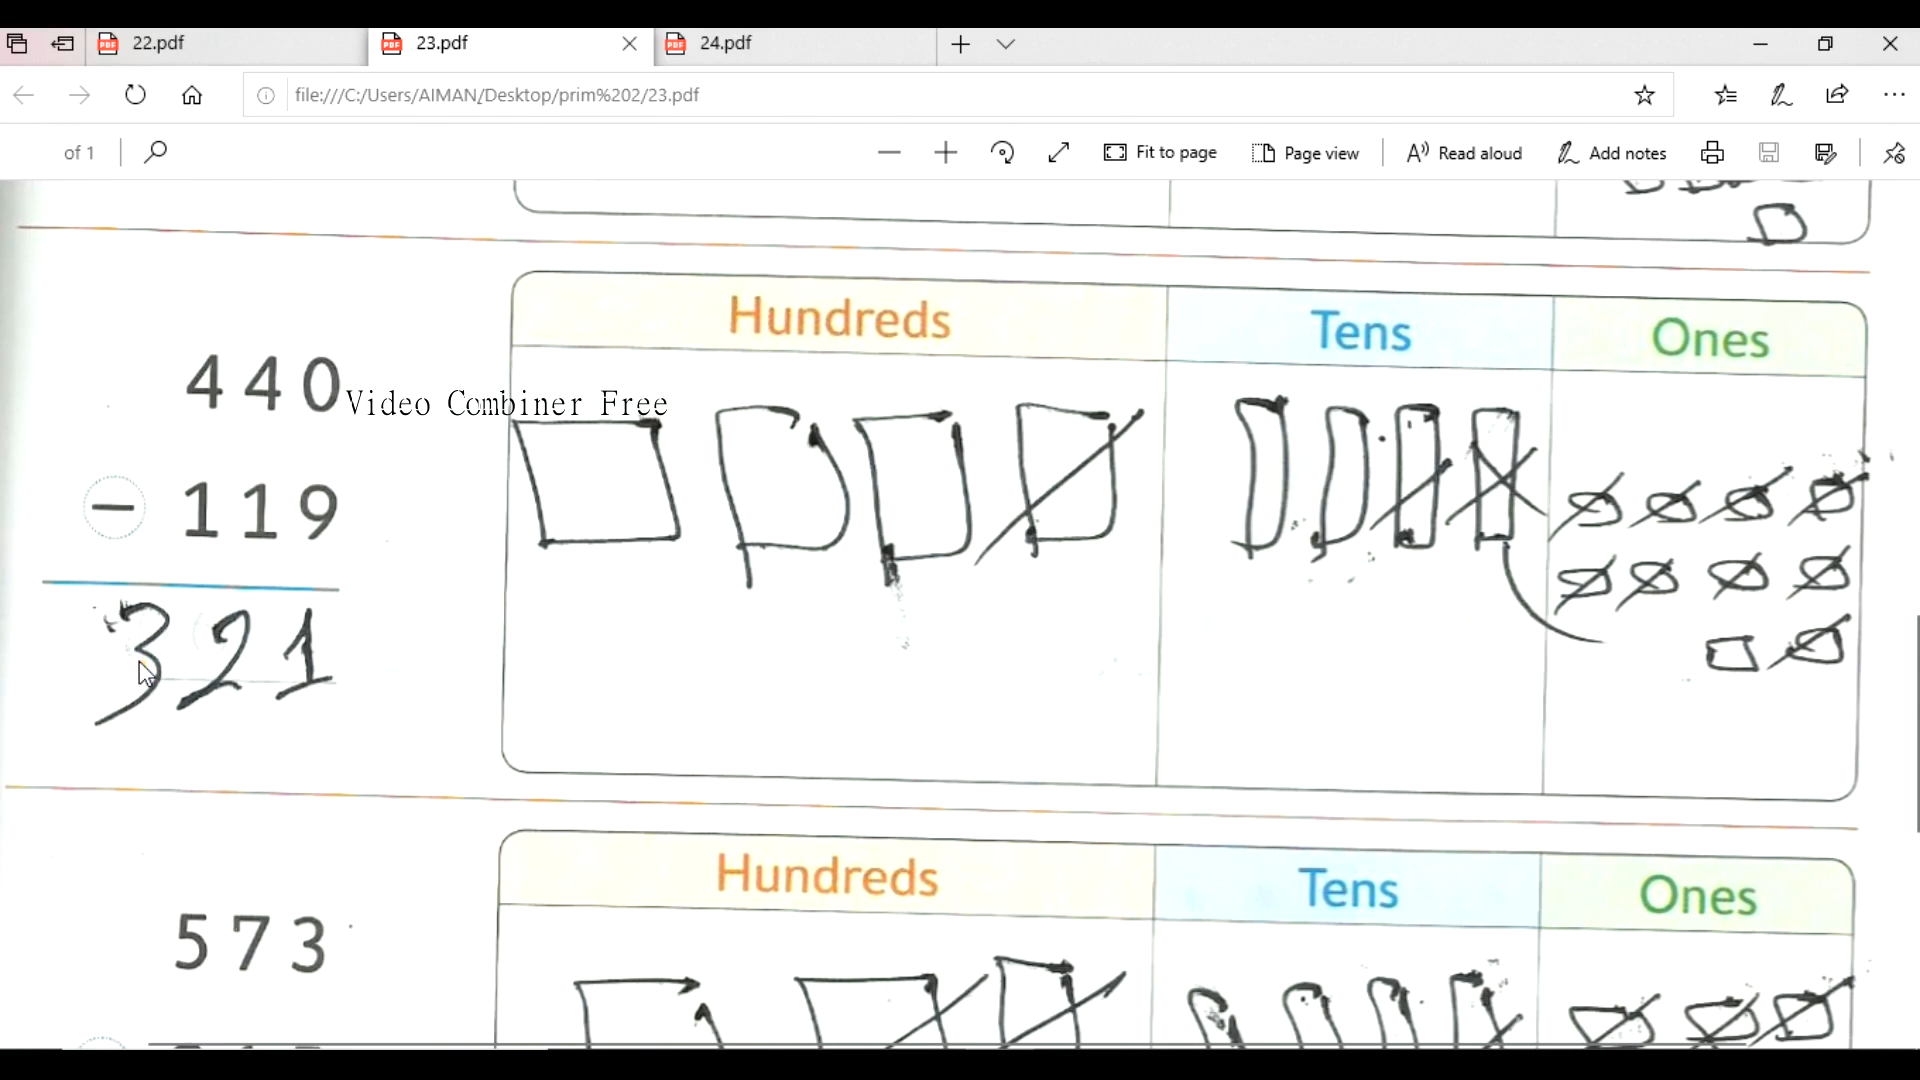 22.pdf
23.pdf
24.pdf
file:///C:/Users/AIMAN/Desktop/prim%202/23.pdf
of 1
Fit to page
Page view
Read aloud
Add notes
Hundreds Tens Ones
440
Video Combiner Free
− 119
321
Hundreds Tens Ones
573